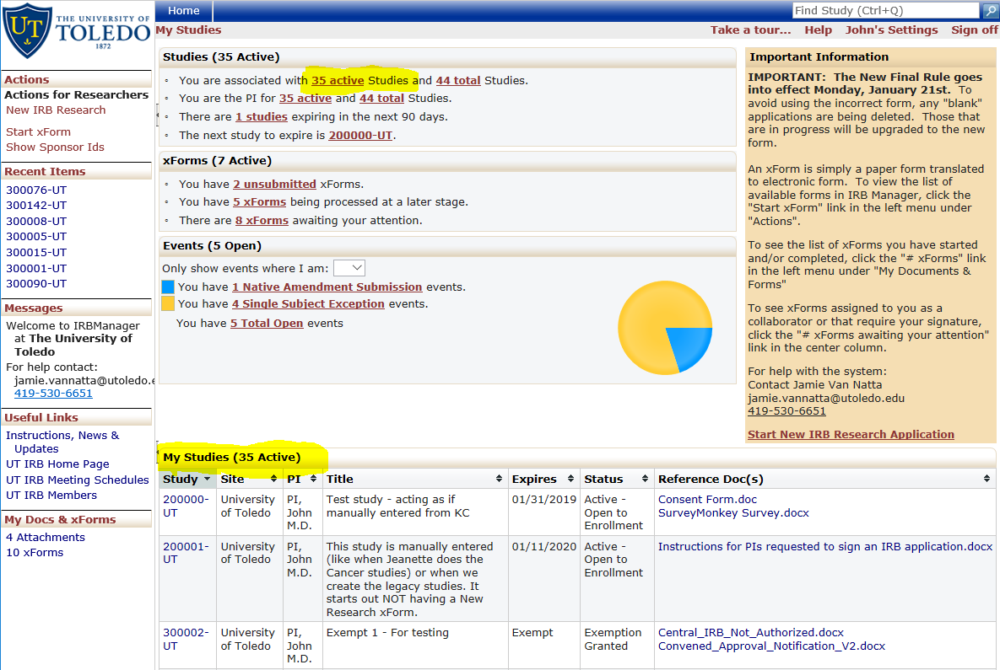 THE UNIVERSITY OF
TOLEDO
1872
UT
Home
Find Study (Ctrl+Q)
My Studies
Take a tour... Help John's Settings Sign off
Actions
Actions for Researchers
New IRB Research
Start xForm
Show Sponsor Ids
Recent Items
300076-UT
300142-UT
300008-UT
300005-UT
300015-UT
300001-UT
300090-UT
Messages
Welcome to IRBManager
at The University of
Toledo
For help contact:
jamie.vannatta@utoledo.e
419-530-6651
Useful Links
Instructions, News &
Updates
UT IRB Home Page
UT IRB Meeting Schedules
UT IRB Members
My Docs & xForms
4 Attachments
10 xForms
Studies (35 Active)
You are associated with 35 active Studies and 44 total Studies.
You are the PI for 35 active and 44 total Studies.
There are 1 studies expiring in the next 90 days.
The next study to expire is 200000-UT.
xForms (7 Active)
You have 2 unsubmitted xForms.
You have 5 xForms being processed at a later stage.
There are 8 xForms awaiting your attention.
Events (5 Open)
Only show events where I am:
You have 1 Native Amendment Submission events.
You have 4 Single Subject Exception events.
You have 5 Total Open events
Important Information
IMPORTANT: The New Final Rule goes
into effect Monday, January 21st. To
avoid using the incorrect form, any "blank"
applications are being deleted. Those that
are in progress will be upgraded to the new
form.
An xForm is simply a paper form translated
to electronic form. To view the list of
available forms in IRB Manager, click the
"Start xForm" link in the left menu under
"Actions".
To see the list of xForms you have started
and/or completed, click the "# xForms" link
in the left menu under "My Documents &
Forms"
To see xForms assigned to you as a
collaborator or that require your signature,
click the "# xForms awaiting your attention"
link in the center column.
For help with the system:
Contact Jamie Van Natta
jamie.vannatta@utoledo.edu
419-530-6651
Start New IRB Research Application
My Studies (35 Active)
Study Site PI Title Expires Status Reference Doc(s)
200000-
UT
University
of Toledo
PI,
John
M.D.
Test study - acting as if
manually entered from KC
01/31/2019
Active -
Open to
Enrollment
Consent Form.doc
SurveyMonkey Survey.docx
200001-
UT
University
of Toledo
PI,
John
M.D.
This study is manually entered
(like when Jeanette does the
Cancer studies) or when we
create the legacy studies. It
starts out NOT having a New
Research xForm.
01/11/2020
Active -
Open to
Enrollment
Instructions for PIs requested to sign an IRB application.docx
300002-
UT
University
of Toledo
PI,
John
M.D.
Exempt 1 - For testing
Exempt
Exemption
Granted
Central_IRB_Not_Authorized.docx
Convened_Approval_Notification_V2.docx